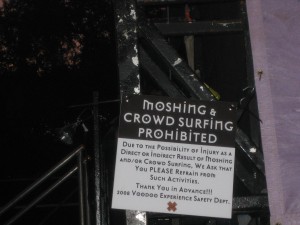 MOSHING &
CROWD SURFING
PROHIBITED
DUE TO THE POSSIBILITY OF INJURY AS A
DIRECT OR INDIRECT RESULT OF MOSHING
AND/OR CROWD SURFING, WE ASK THAT
YOU PLEASE REFRAIN FROM
SUCH ACTIVITIES.
THANK YOU IN ADVANCE!!!
2006 VOODOO EXPERIENCE SAFETY DEPT.